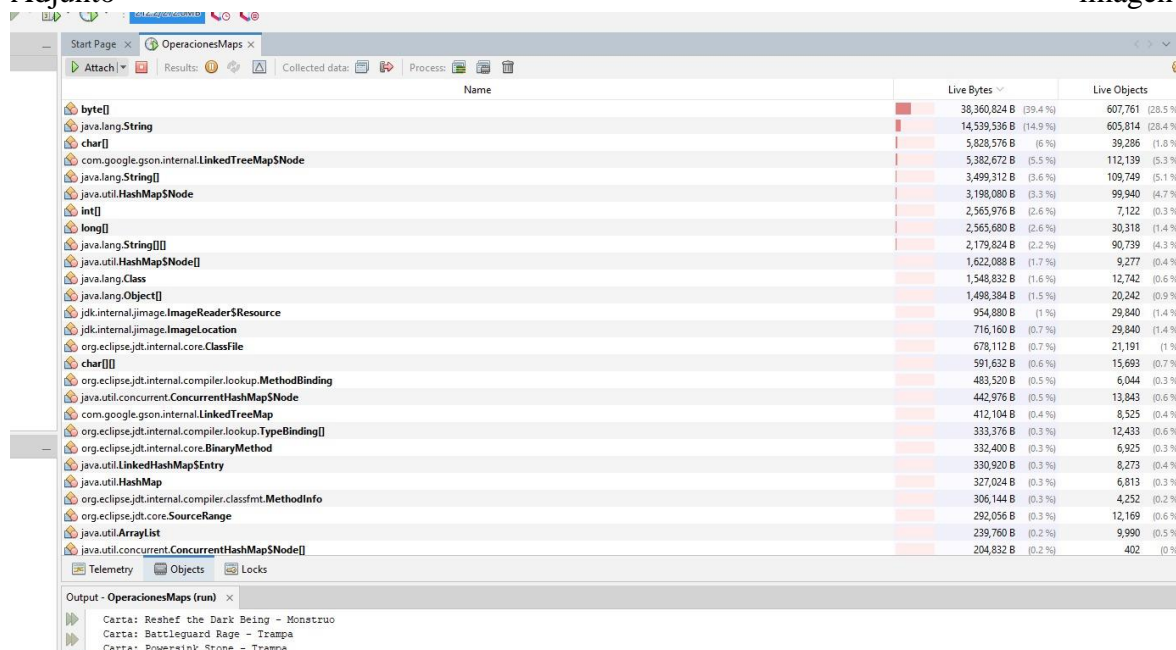 Adjunto imagen
Start Page × OperacionesMaps ×
Attach Results: Collected data: Process:
Name Live Bytes Live Objects
byte[] 38,360,824 B (39.4 %) 607,761 (28.5 %
java.lang.String 14,539,536 B (14.9 %) 605,814 (28.4 %
char[] 5,828,576 B (6 %) 39,286 (1.8 %
com.google.gson.internal.LinkedTreeMap$Node 5,382,672 B (5.5 %) 112,139 (5.3 %
java.lang.String[] 3,499,312 B (3.6 %) 109,749 (5.1 %
java.util.HashMap$Node 3,198,080 B (3.3 %) 99,940 (4.7 %
int[] 2,565,976 B (2.6 %) 7,122 (0.3 %
long[] 2,565,680 B (2.6 %) 30,318 (1.4 %
java.lang.String[][] 2,179,824 B (2.2 %) 90,739 (4.3 %
java.util.HashMap$Node[] 1,622,088 B (1.7 %) 9,277 (0.4 %
java.lang.Class 1,548,832 B (1.6 %) 12,742 (0.6 %
java.lang.Object[] 1,498,384 B (1.5 %) 20,242 (0.9 %
jdk.internal.jimage.ImageReader$Resource 954,880 B (1 %) 29,840 (1.4 %
jdk.internal.jimage.ImageLocation 716,160 B (0.7 %) 29,840 (1.4 %
org.eclipse.jdt.internal.core.ClassFile 678,112 B (0.7 %) 21,191 (1 %
char[][] 591,632 B (0.6 %) 15,693 (0.7 %
org.eclipse.jdt.internal.compiler.lookup.MethodBinding 483,520 B (0.5 %) 6,044 (0.3 %
java.util.concurrent.ConcurrentHashMap$Node 442,976 B (0.5 %) 13,843 (0.6 %
com.google.gson.internal.LinkedTreeMap 412,104 B (0.4 %) 8,525 (0.4 %
org.eclipse.jdt.internal.compiler.lookup.TypeBinding[] 333,376 B (0.3 %) 12,433 (0.6 %
org.eclipse.jdt.internal.core.BinaryMethod 332,400 B (0.3 %) 6,925 (0.3 %
java.util.LinkedHashMap$Entry 330,920 B (0.3 %) 8,273 (0.4 %
java.util.HashMap 327,024 B (0.3 %) 6,813 (0.3 %
org.eclipse.jdt.internal.compiler.classfmt.MethodInfo 306,144 B (0.3 %) 4,252 (0.2 %
org.eclipse.jdt.core.SourceRange 292,056 B (0.3 %) 12,169 (0.6 %
java.util.ArrayList 239,760 B (0.2 %) 9,990 (0.5 %
java.util.concurrent.ConcurrentHashMap$Node[] 204,832 B (0.2 %) 402 (0 %
Telemetry Objects Locks
Output - OperacionesMaps (run) ×
Carta: Reshef the Dark Being - Monstruo
Carta: Battleguard Rage - Trampa
Carta: Powersink Stone - Trampa